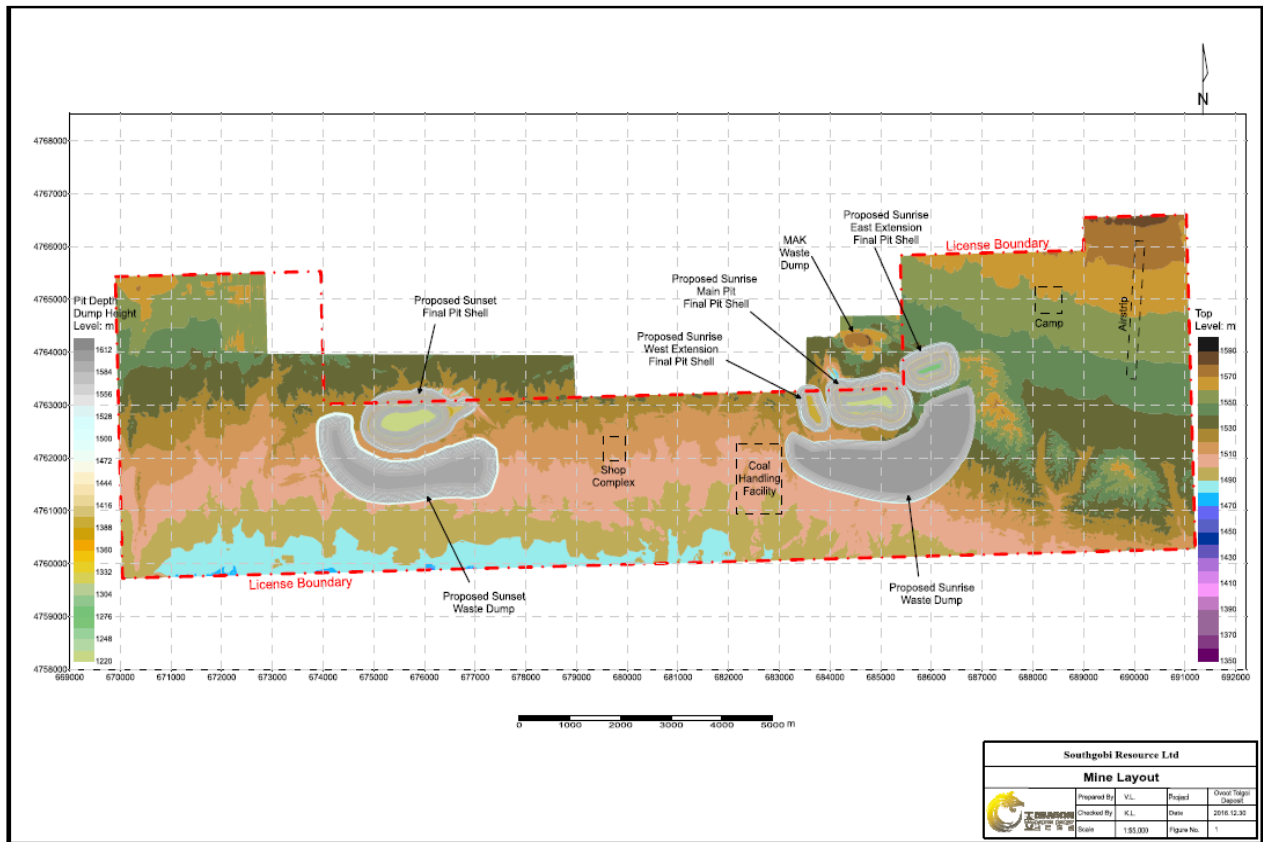 N
4768000
4767000
4766000
4765000
4764000
4763000
4762000
4761000
4760000
4759000
4758000
669000 670000 671000 672000 673000 674000 675000 676000 677000 678000 679000 680000 681000 682000 683000 684000 685000 686000 687000 688000 689000 690000 691000 692000
Pit Depth
Dump Height
Level: m
1612
1584
1556
1528
1500
1472
1444
1416
1388
1360
1332
1304
1276
1248
1220
Proposed Sunset
Final Pit Shell
Proposed Sunrise
West Extension
Final Pit Shell
Proposed Sunrise
Main Pit
Final Pit Shell
MAK
Waste
Dump
Proposed Sunrise
East Extension
Final Pit Shell
License Boundary
Camp
Airstrip
Top
Level: m
1590
1570
1550
1530
1510
1490
1470
1450
1430
1410
1390
1370
1350
Shop
Complex
Coal
Handling
Facility
License Boundary
Proposed Sunset
Waste Dump
Proposed Sunrise
Waste Dump
0 1000 2000 3000 4000 5000 m
Southgobi Resource Ltd
Mine Layout
Prepared By V.L. Project Ovoot Tolgoi
Deposit
Checked By K.L. Date 2016.12.30
Scale 1:55,000 Figure No. 1